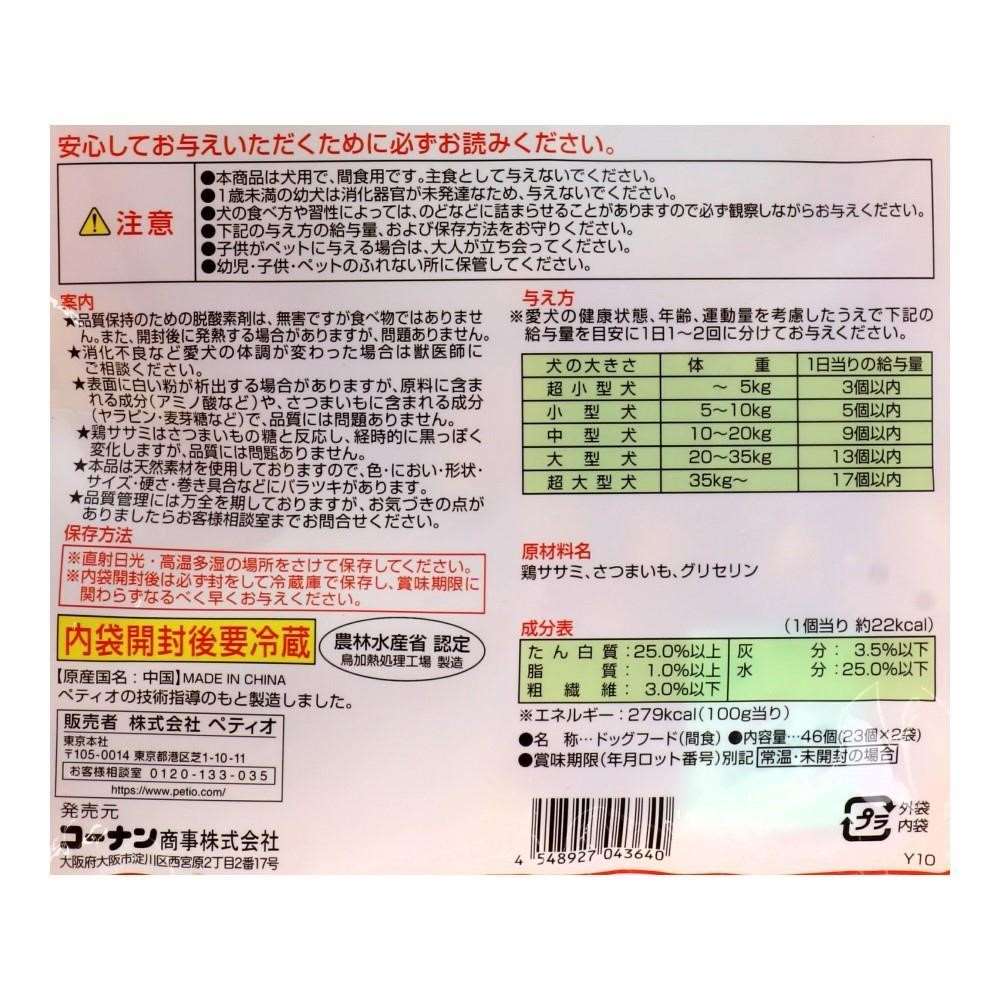 安心してお与えいただくために必ずお読みください。
注意
●本商品は犬用で、間食用です。主食として与えないでください。
●1歳未満の幼犬は消化器官が未発達なため、与えないでください。
●犬の食べ方や習性によっては、のどなどに詰まらせることがありますので必ず観察しながらお与えください。
●下記の与え方の給与量、および保存方法をお守りください。
●子供がペットに与える場合は、大人が立ち会ってください。
●幼児・子供・ペットのふれない所に保管してください。
案内
★品質保持のための脱酸素剤は、無害ですが食べ物ではありませ
ん。また、開封後に発熱する場合がありますが、問題ありません。
★消化不良など愛犬の体調が変わった場合は獣医師に
ご相談ください。
★表面に白い粉が析出する場合がありますが、原料に含ま
れる成分(アミノ酸など)や、さつまいもに含まれる成分
(ヤラピン・麦芽糖など)で、品質には問題ありません。
★鶏ササミはさつまいもの糖と反応し、経時的に黒っぽく
変化しますが、品質には問題ありません。
★本品は天然素材を使用しておりますので、色・におい・形状・
サイズ・硬さ・巻き具合などにバラツキがあります。
★品質管理には万全を期しておりますが、お気づきの点が
ありましたらお客様相談室までお問合せください。
保存方法
※直射日光・高温多湿の場所をさけて保存してください。
※内袋開封後は必ず封をして冷蔵庫で保存し、賞味期限に
関わらずなるべく早くお与えください。
内袋開封後要冷蔵
農林水産省 認定
鳥加熱処理工場 製造
【原産国名:中国】MADE IN CHINA
ペティオの技術指導のもと製造しました
販売者 株式会社 ペティオ
東京本社
〒105-0014 東京都港区芝1-10-11
お客様相談室 0120-133-035
https://www.petio.com/
発売元
コーナン商事株式会社
大阪府大阪市淀川区西宮原2丁目2番17号
与え方
※愛犬の健康状態、年齢、運動量を考慮したうえで下記の
給与量を目安に1日1〜2回に分けてお与えください。
犬の大きさ 体重 1日当りの給与量
超小型犬 〜5kg 3個以内
小型犬 5〜10kg 5個以内
中型犬 10〜20kg 9個以内
大型犬 20〜35kg 13個以内
超大型犬 35kg〜 17個以内
原材料名
鶏ササミ、さつまいも、グリセリン
成分表 (1個当り 約22kcal)
たん白質:25.0%以上 灰分:3.5%以下
脂質:1.0%以上 水分:25.0%以下
粗繊維:3.0%以下
※エネルギー:279kcal(100g当り)
●名 称…ドッグフード(間食) ●内容量…46個(23個×2袋)
●賞味期限(年月ロット番号)別記 常温・未開封の場合
4 548927 043640
プラ
外袋
内袋
Y10